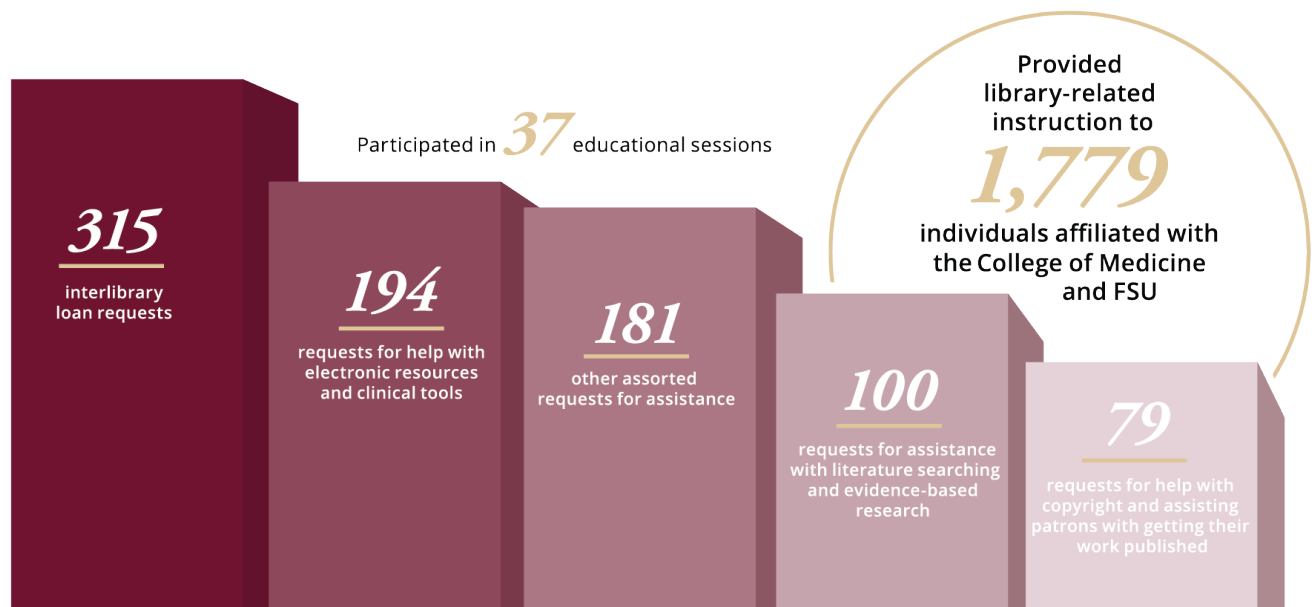 Provided
library-related
instruction to
1,779
individuals affiliated with
the College of Medicine
and FSU
Participated in 37 educational sessions
315
interlibrary
loan requests
194
requests for help with
electronic resources
and clinical tools
181
other assorted
requests for assistance
100
requests for assistance
with literature searching
and evidence-based
research
79
requests for help with
copyright and assisting
patrons with getting their
work published